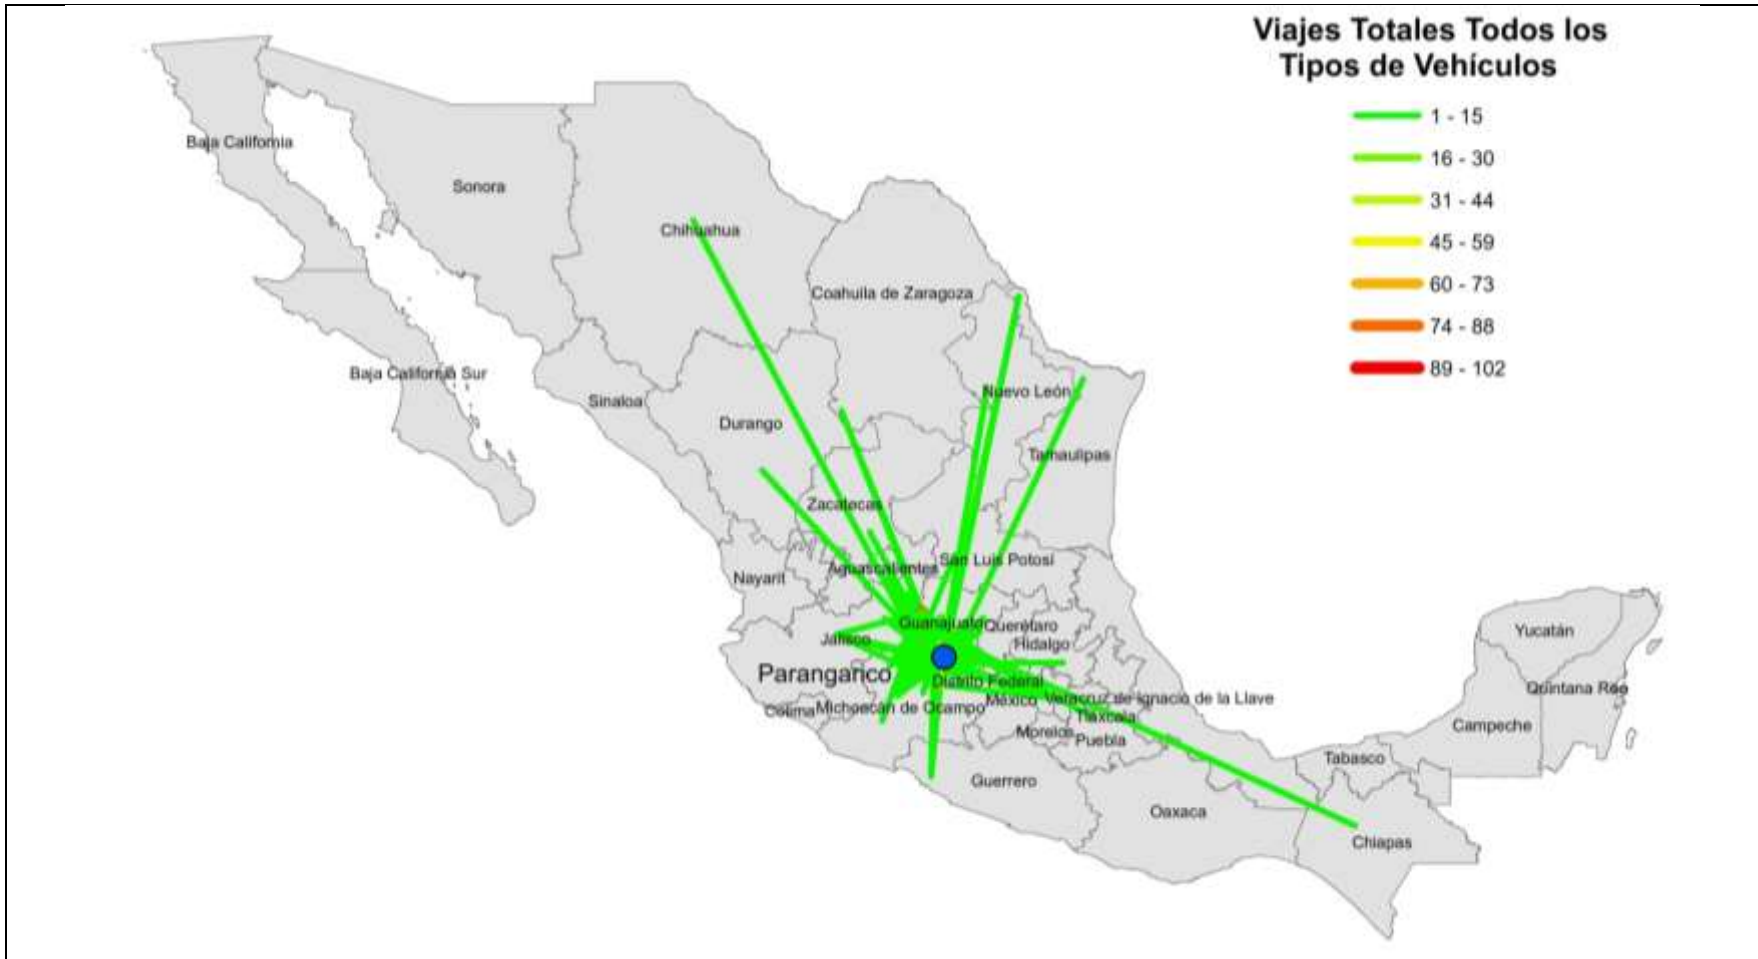 Viajes Totales Todos los
Tipos de Vehículos
1 - 15
16 - 30
31 - 44
45 - 59
60 - 73
74 - 88
89 - 102
Baja California
Sonora
Chihuahua
Coahuila de Zaragoza
Baja California Sur
Sinaloa
Nuevo León
Durango
Tamaulipas
Zacatecas
San Luis Potosí
Aguascalientes
Nayarit
Guanajuato
Querétaro
Jalisco
Hidalgo
Parangarico
Distrito Federal
Colima
Michoacán de Ocampo
México
Veracruz de Ignacio de la Llave
Tlaxcala
Morelos
Puebla
Guerrero
Oaxaca
Yucatán
Quintana Roo
Campeche
Tabasco
Chiapas